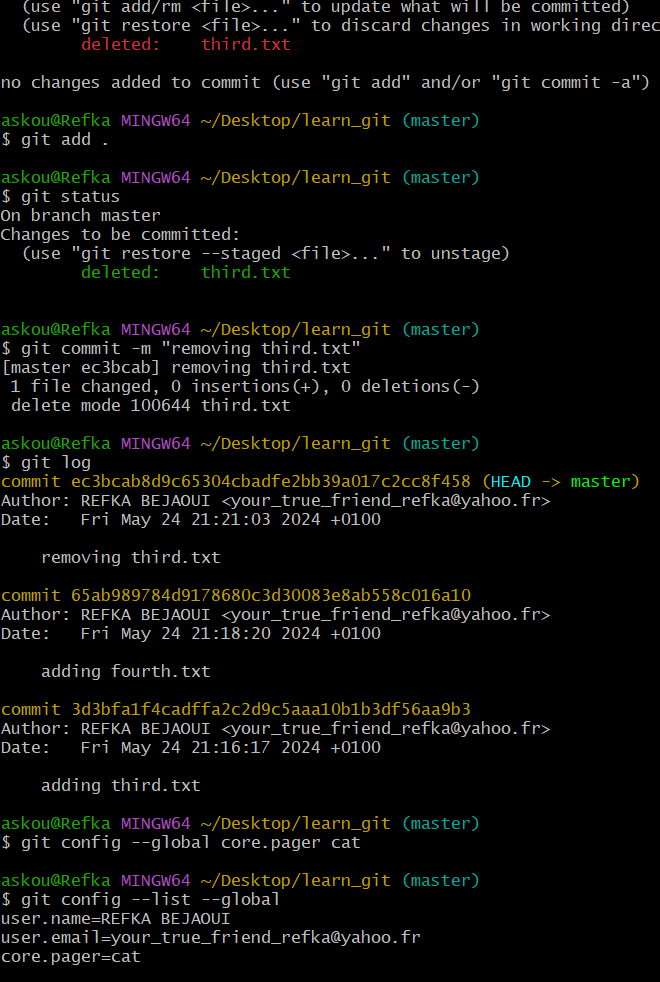 (use "git add/rm <file>..." to update what will be committed)
(use "git restore <file>..." to discard changes in working direc
deleted: third.txt
no changes added to commit (use "git add" and/or "git commit -a")
askou@Refka MINGW64 ~/Desktop/learn_git (master)
$ git add .
askou@Refka MINGW64 ~/Desktop/learn_git (master)
$ git status
On branch master
Changes to be committed:
(use "git restore --staged <file>..." to unstage)
deleted: third.txt
askou@Refka MINGW64 ~/Desktop/learn_git (master)
$ git commit -m "removing third.txt"
[master ec3bcab] removing third.txt
1 file changed, 0 insertions(+), 0 deletions(-)
delete mode 100644 third.txt
askou@Refka MINGW64 ~/Desktop/learn_git (master)
$ git log
commit ec3bcab8d9c65304cbadfe2bb39a017c2cc8f458 (HEAD -> master)
Author: REFKA BEJAOUI <your_true_friend_refka@yahoo.fr>
Date: Fri May 24 21:21:03 2024 +0100
removing third.txt
commit 65ab989784d9178680c3d30083e8ab558c016a10
Author: REFKA BEJAOUI <your_true_friend_refka@yahoo.fr>
Date: Fri May 24 21:18:20 2024 +0100
adding fourth.txt
commit 3d3bfa1f4cadffa2c2d9c5aaa10b1b3df56aa9b3
Author: REFKA BEJAOUI <your_true_friend_refka@yahoo.fr>
Date: Fri May 24 21:16:17 2024 +0100
adding third.txt
askou@Refka MINGW64 ~/Desktop/learn_git (master)
$ git config --global core.pager cat
askou@Refka MINGW64 ~/Desktop/learn_git (master)
$ git config --list --global
user.name=REFKA BEJAOUI
user.email=your_true_friend_refka@yahoo.fr
core.pager=cat